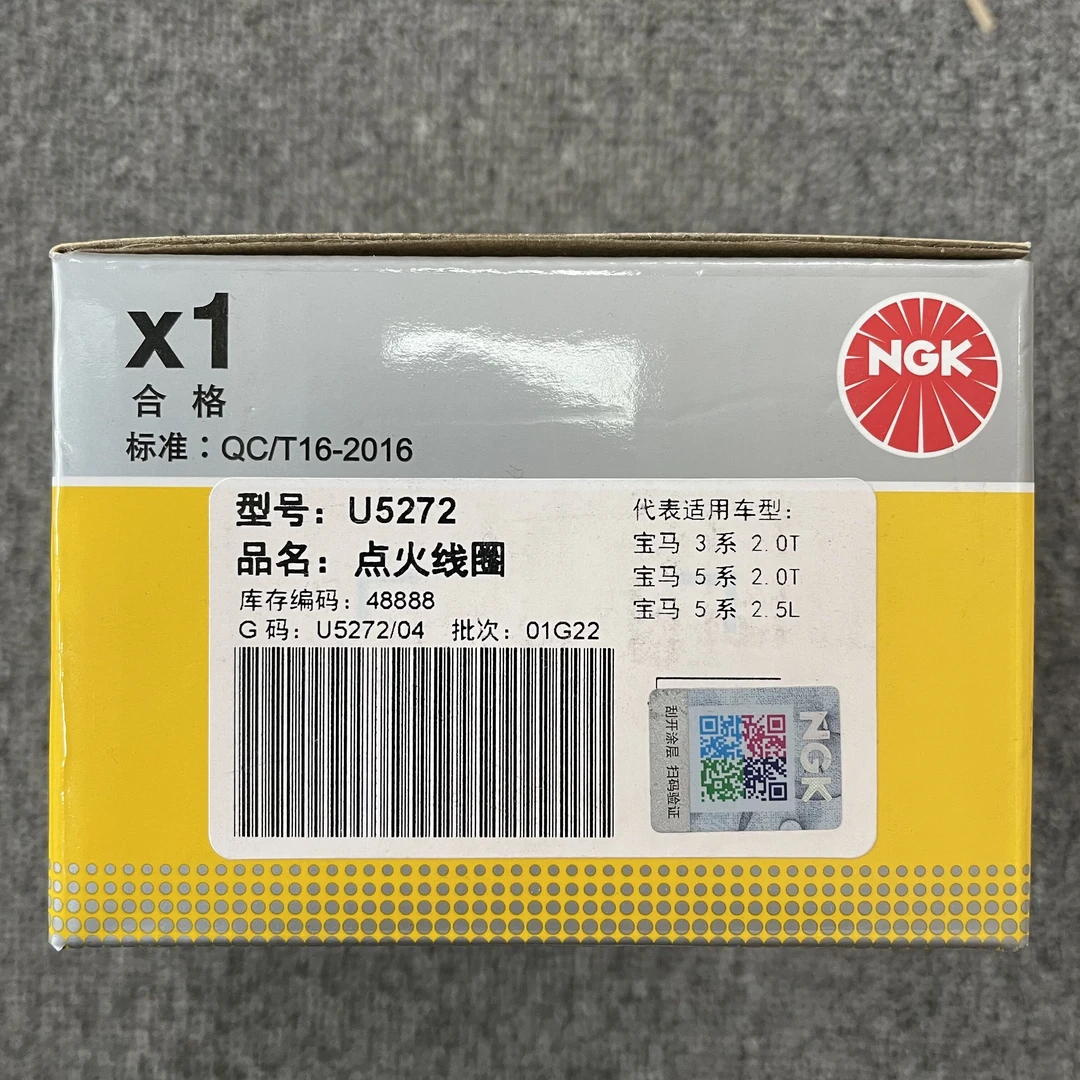 x1
合格
标准：QC/T16-2016
NGK
型号：U5272
品名：点火线圈
库存编码：48888
G 码：U5272/04 批次：01G22
代表适用车型：
宝马 3 系 2.0T
宝马 5 系 2.0T
宝马 5 系 2.5L
刮开涂层 扫码验证
NGK